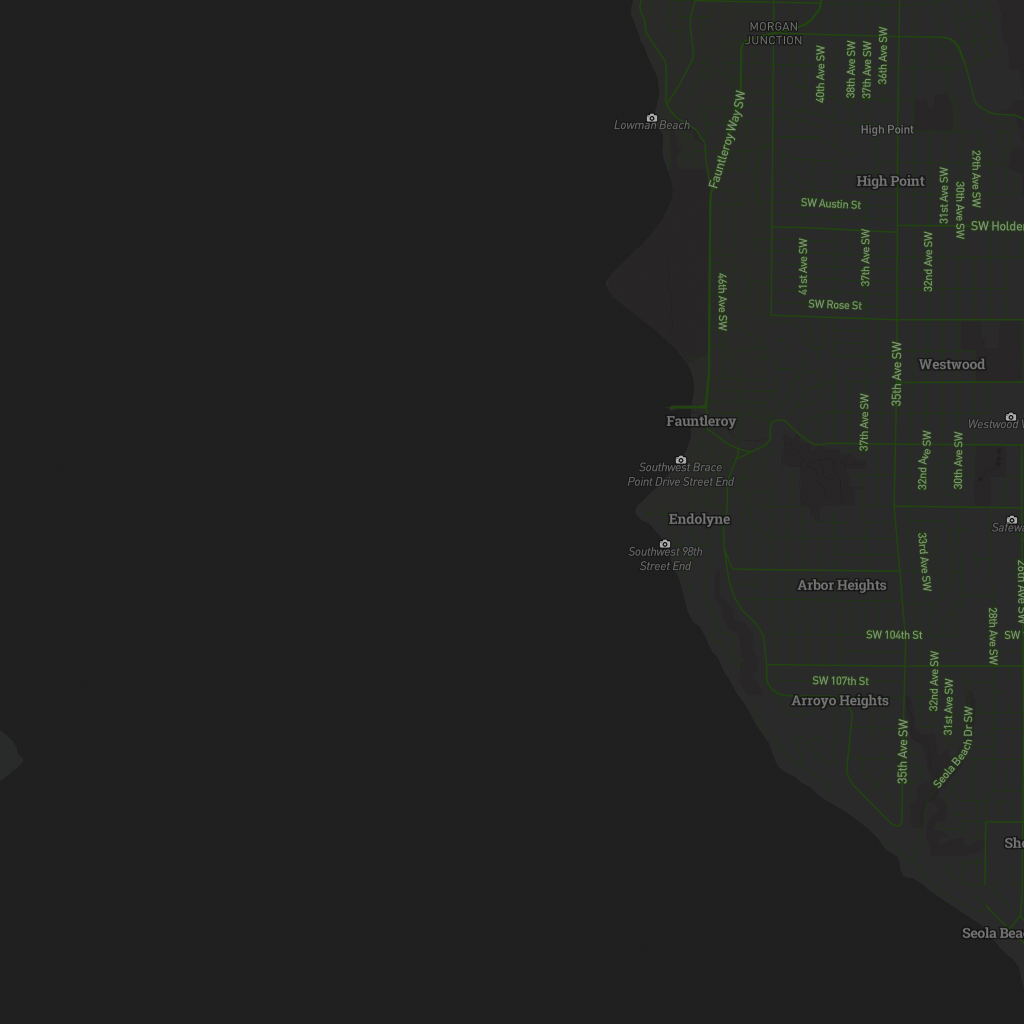 MORGAN
JUNCTION
36th Ave SW
37th Ave SW
38th Ave SW
40th Ave SW
Lowman Beach
Fauntleroy Way SW
High Point
High Point
29th Ave SW
31st Ave SW
30th Ave SW
SW Austin St
SW Holden
41st Ave SW
37th Ave SW
32nd Ave SW
46th Ave SW
SW Rose St
35th Ave SW
Westwood
37th Ave SW
Fauntleroy
Westwood
32nd Ave SW
30th Ave SW
Southwest Brace
Point Drive Street End
Endolyne
Southwest 98th
Street End
33rd Ave SW
Arbor Heights
28th Ave SW
SW 104th St
SW
32nd Ave SW
SW 107th St
31st Ave SW
Arroyo Heights
35th Ave SW
Seola Beach Dr SW
Seola